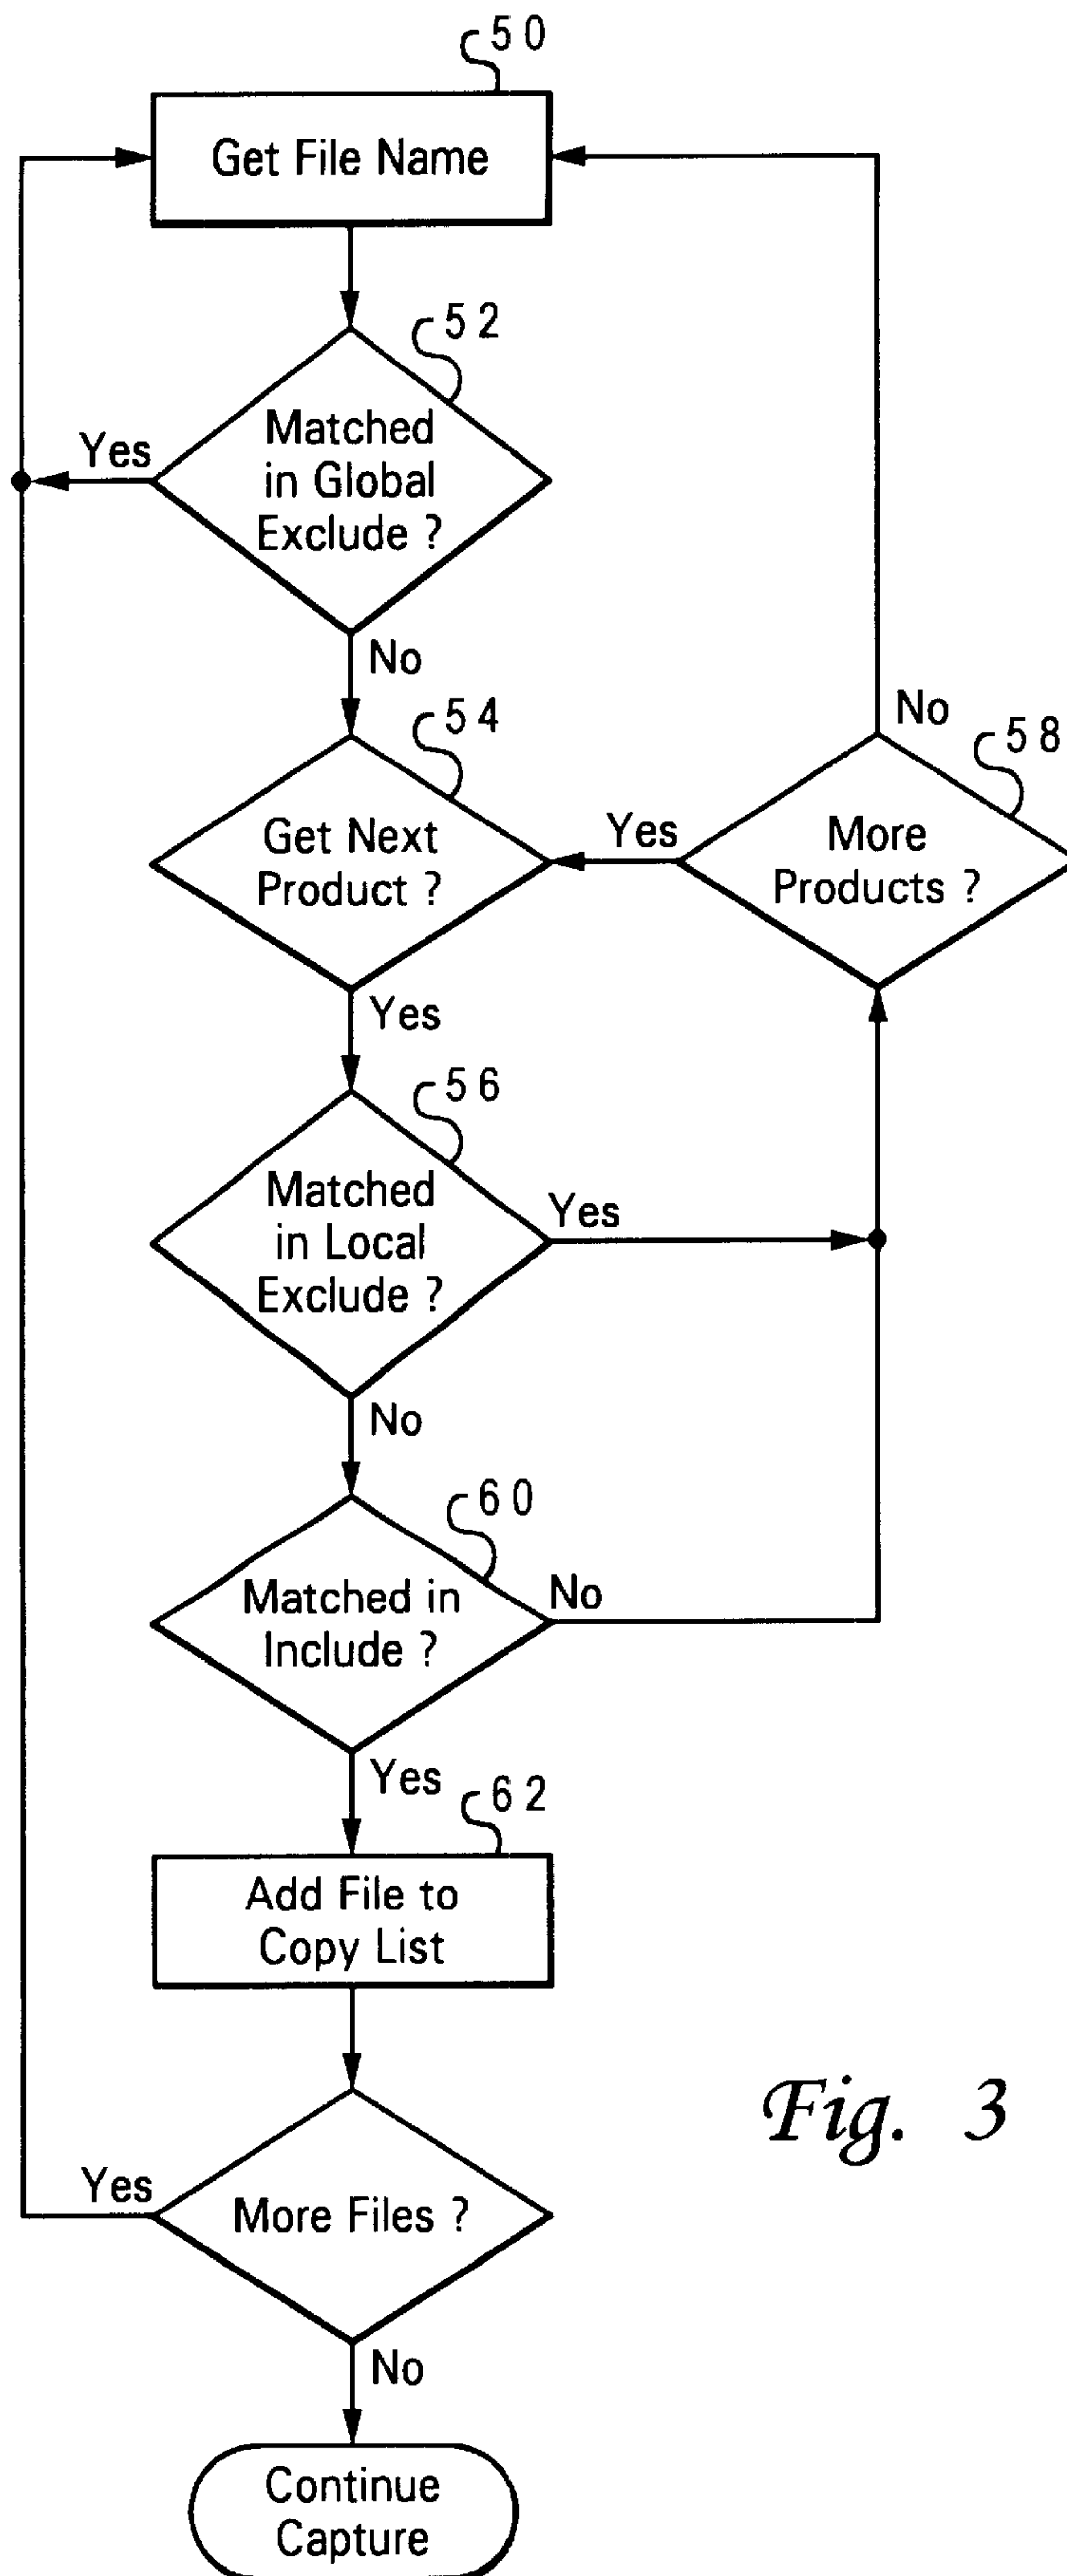 50
Get File Name
52
Matched
in Global
Exclude ?
Yes
No
54
Get Next
Product ?
Yes
No
58
More
Products ?
Yes
56
Matched
in Local
Exclude ?
Yes
No
60
Matched in
Include ?
No
Yes
62
Add File to
Copy List
Fig. 3
Yes
More Files ?
No
Continue
Capture